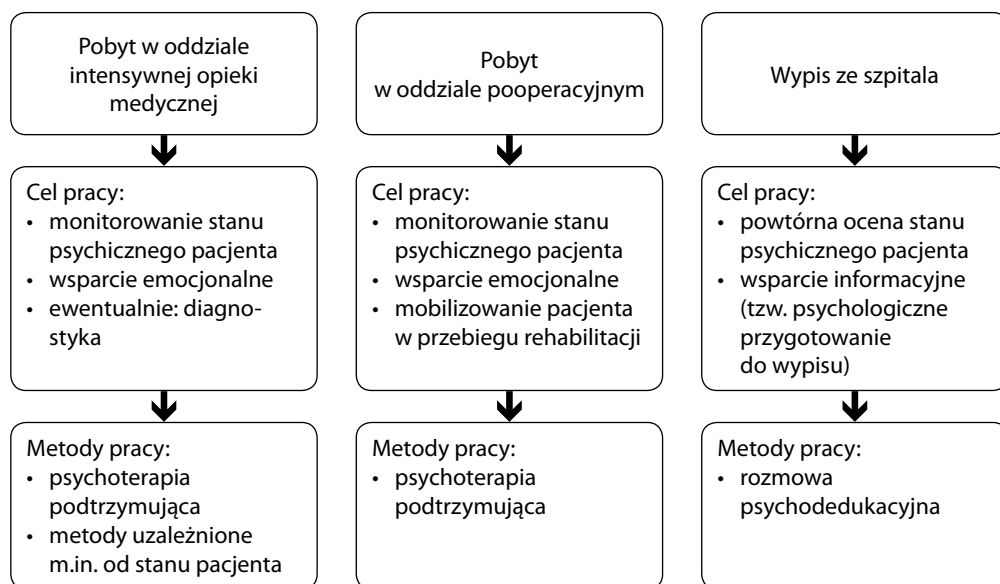 Pobyt w oddziale
intensywnej opieki
medycznej
Pobyt
w oddziale pooperacyjnym
Wypis ze szpitala
Cel pracy:
• monitorowanie stanu
psychicznego pacjenta
• wsparcie emocjonalne
• ewentualnie: diagno-
styka
Cel pracy:
• monitorowanie stanu
psychicznego pacjenta
• wsparcie emocjonalne
• mobilizowanie pacjenta
w przebiegu rehabilitacji
Cel pracy:
• powtórna ocena stanu
psychicznego pacjenta
• wsparcie informacyjne
(tzw. psychologiczne
przygotowanie
do wypisu)
Metody pracy:
• psychoterapia
podtrzymująca
• metody uzależnione
m.in. od stanu pacjenta
Metody pracy:
• psychoterapia
podtrzymująca
Metody pracy:
• rozmowa
psychodedukacyjna